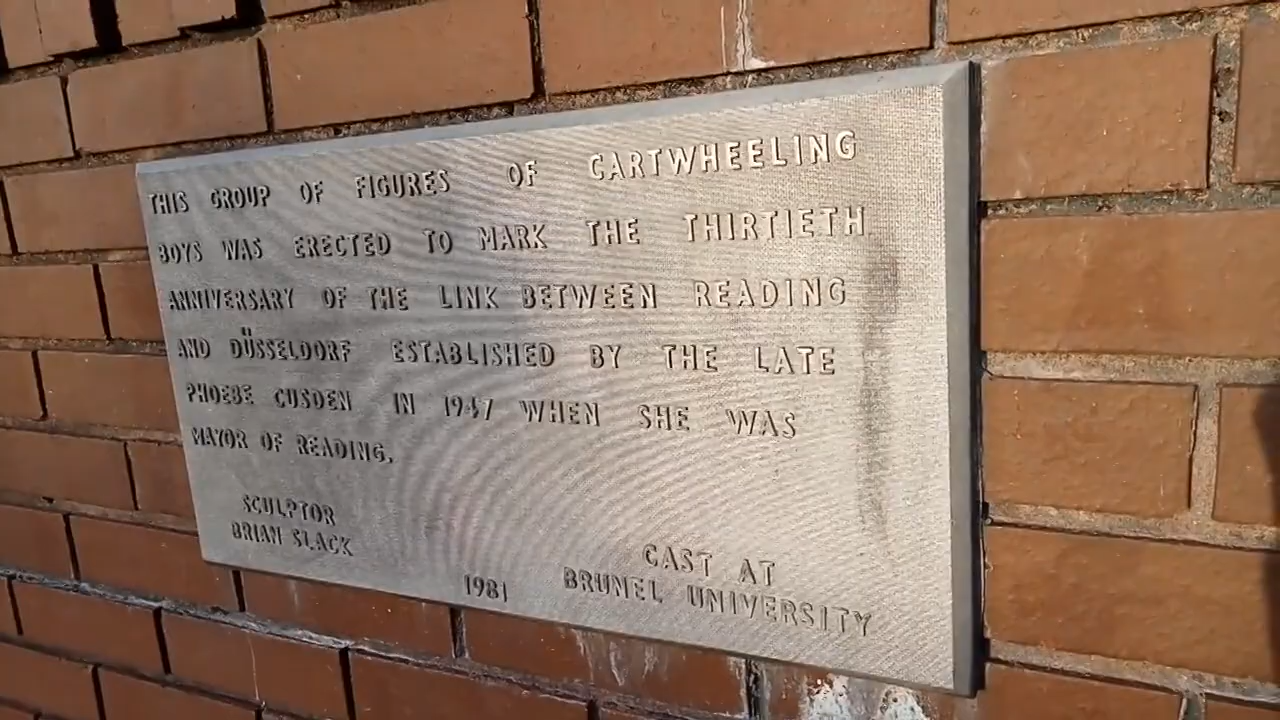 THIS GROUP OF FIGURES OF CARTWHEELING
BOYS WAS ERECTED TO MARK THE THIRTIETH
ANNIVERSARY OF THE LINK BETWEEN READING
AND DÜSSELDORF ESTABLISHED BY THE LATE
PHOEBE CUSDEN IN 1947 WHEN SHE WAS
MAYOR OF READING.
SCULPTOR
BRIAN SLACK
1981
CAST AT
BRUNEL UNIVERSITY